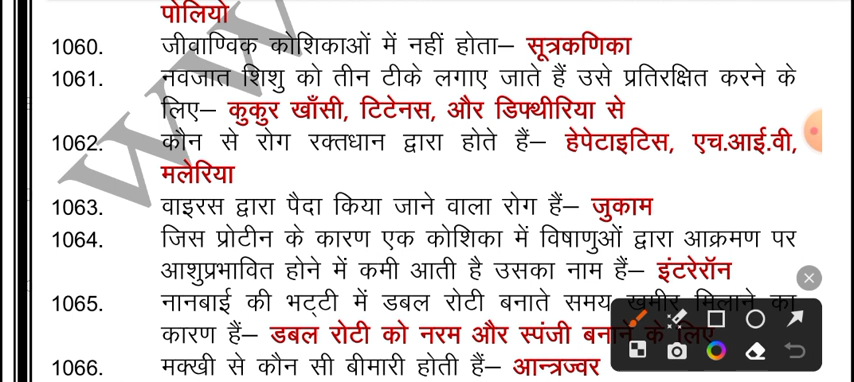 पोलियो
1060. जीवाण्विक कोशिकाओं में नहीं होता– सूत्रकणिका
1061. नवजात शिशु को तीन टीके लगाए जाते हैं उसे प्रतिरक्षित करने के
लिए– कुकुर खाँसी, टिटेनस, और डिफ्थीरिया से
1062. कौन से रोग रक्तधान द्वारा होते हैं– हेपेटाइटिस, एच.आई.वी,
मलेरिया
1063. वाइरस द्वारा पैदा किया जाने वाला रोग हैं– जुकाम
1064. जिस प्रोटीन के कारण एक कोशिका में विषाणुओं द्वारा आक्रमण पर
आशुप्रभावित होने में कमी आती है उसका नाम हैं– इंटरेरॉन
1065. नानबाई की भट्टी में डबल रोटी बनाते समय खमीर मिलाने का
कारण हैं– डबल रोटी को नरम और स्पंजी बनाने के लिए
1066. मक्खी से कौन सी बीमारी होती हैं– आन्त्रज्वर